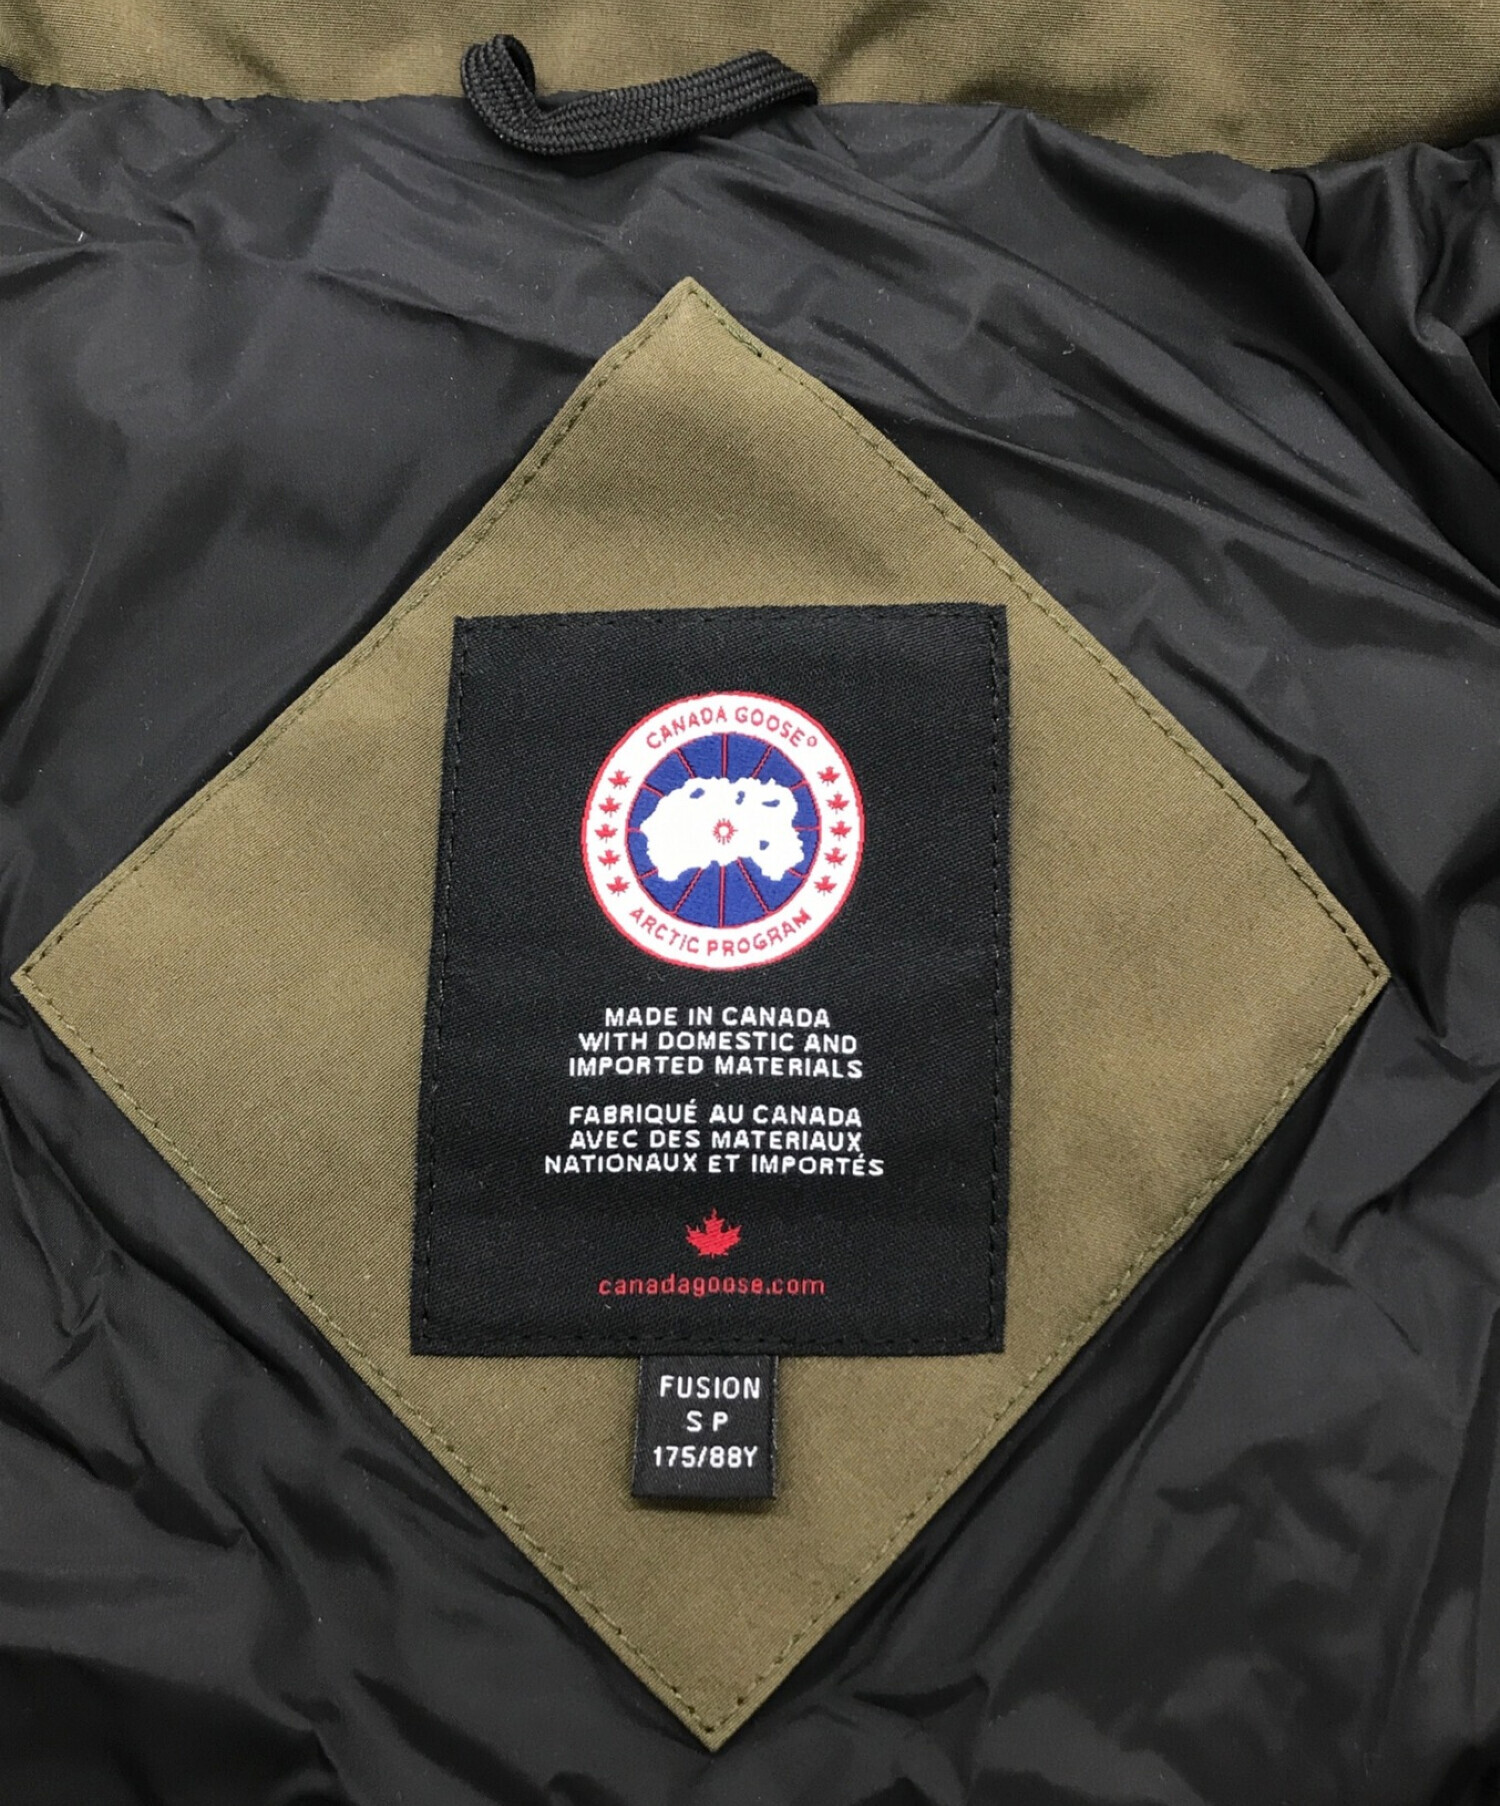 CANADA GOOSE®
ARCTIC PROGRAM
MADE IN CANADA
WITH DOMESTIC AND
IMPORTED MATERIALS
FABRIQUÉ AU CANADA
AVEC DES MATERIAUX
NATIONAUX ET IMPORTÉS
canadagoose.com
FUSION
S P
175/88Y